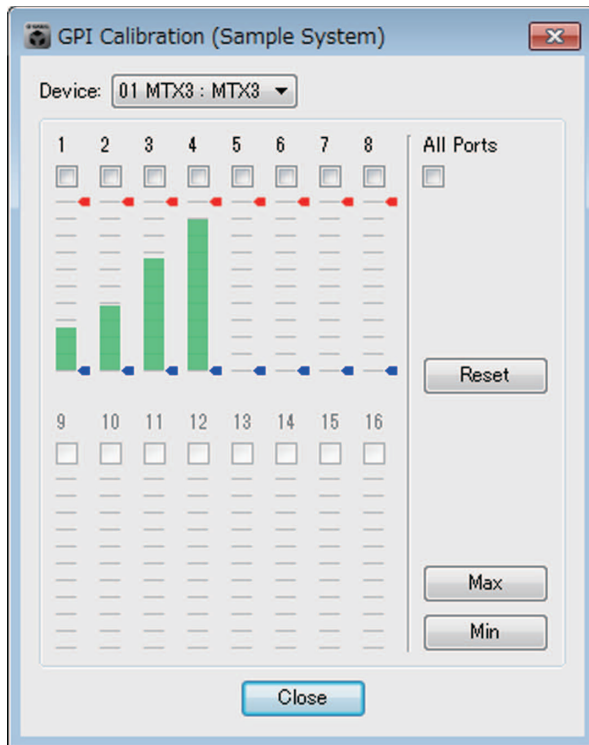 GPI Calibration (Sample System)
Device: 01 MTX3 : MTX3
1 2 3 4 5 6 7 8 All Ports
Reset
9 10 11 12 13 14 15 16
Max
Min
Close